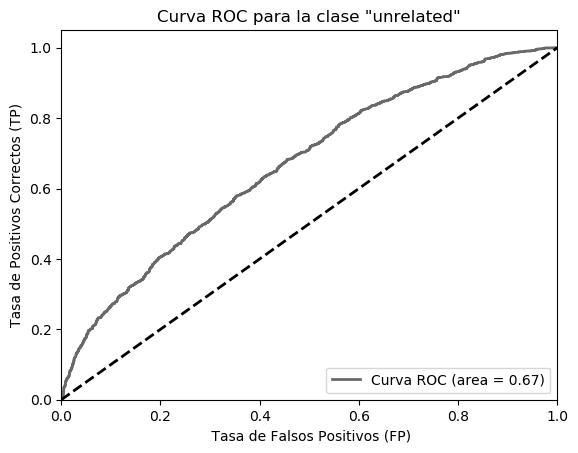 Curva ROC para la clase "unrelated"
Tasa de Positivos Correctos (TP)
1.0
0.8
0.6
0.4
0.2
0.0
Curva ROC (area = 0.67)
0.0 0.2 0.4 0.6 0.8 1.0
Tasa de Falsos Positivos (FP)